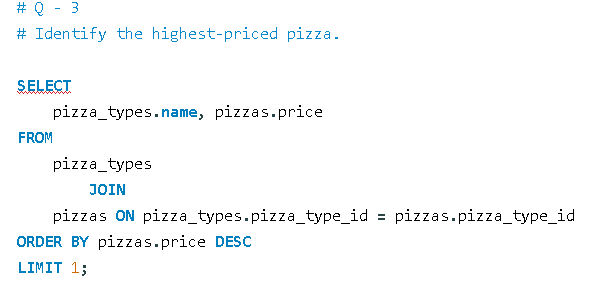 # Q - 3
# Identify the highest-priced pizza.
SELECT
pizza_types.name, pizzas.price
FROM
pizza_types
JOIN
pizzas ON pizza_types.pizza_type_id = pizzas.pizza_type_id
ORDER BY pizzas.price DESC
LIMIT 1;